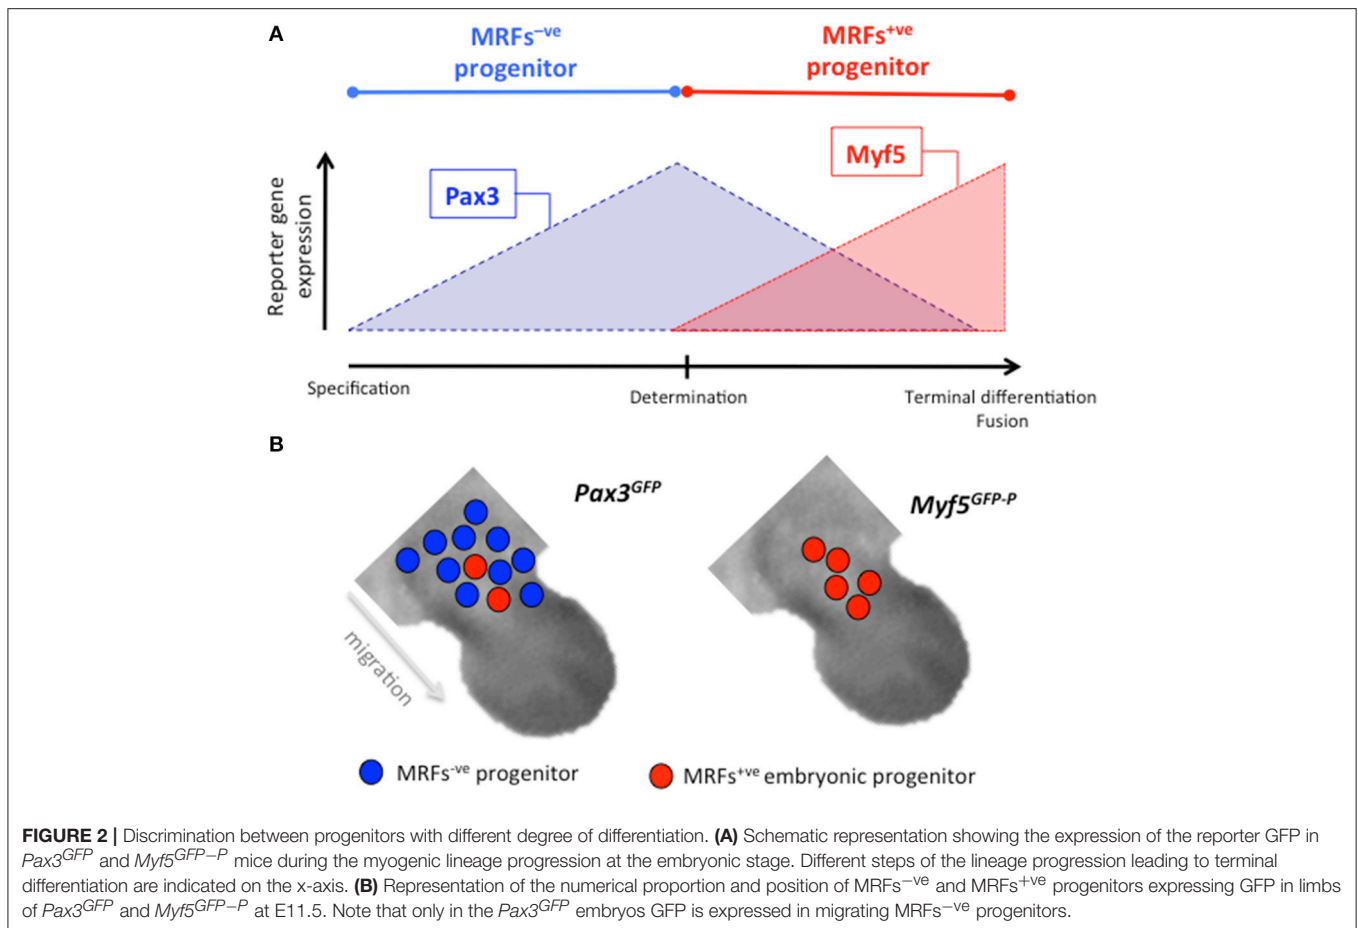 A
MRFs–ve
progenitor
MRFs+ve
progenitor
Myf5
Pax3
Reporter gene
expression
Specification
Determination
Terminal differentiation
Fusion
B
Pax3GFP
Myf5GFP-P
migration
MRFs-ve progenitor
MRFs+ve embryonic progenitor
FIGURE 2 | Discrimination between progenitors with different degree of differentiation. (A) Schematic representation showing the expression of the reporter GFP in
Pax3GFP and Myf5GFP−P mice during the myogenic lineage progression at the embryonic stage. Different steps of the lineage progression leading to terminal
differentiation are indicated on the x-axis. (B) Representation of the numerical proportion and position of MRFs−ve and MRFs+ve progenitors expressing GFP in limbs
of Pax3GFP and Myf5GFP−P at E11.5. Note that only in the Pax3GFP embryos GFP is expressed in migrating MRFs−ve progenitors.